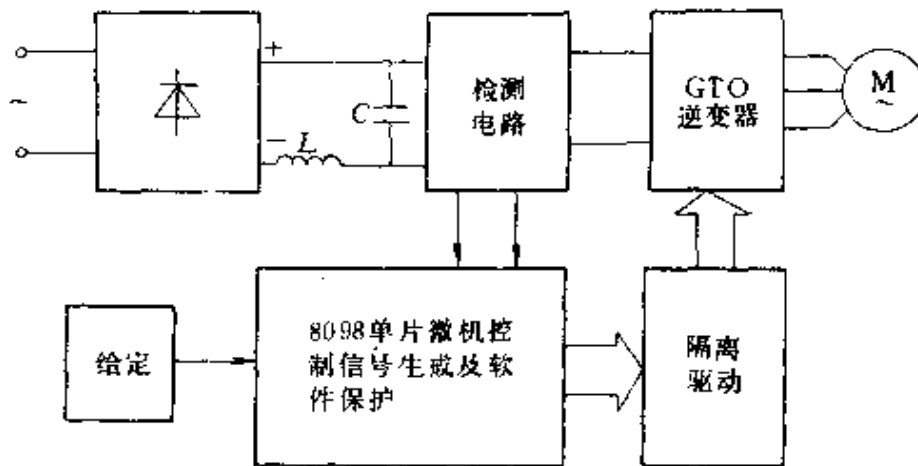 +
~
− L
C
检测
电路
GTO
逆变器
M
~
给定
8098单片微机控
制信号生成及软
件保护
隔离
驱动